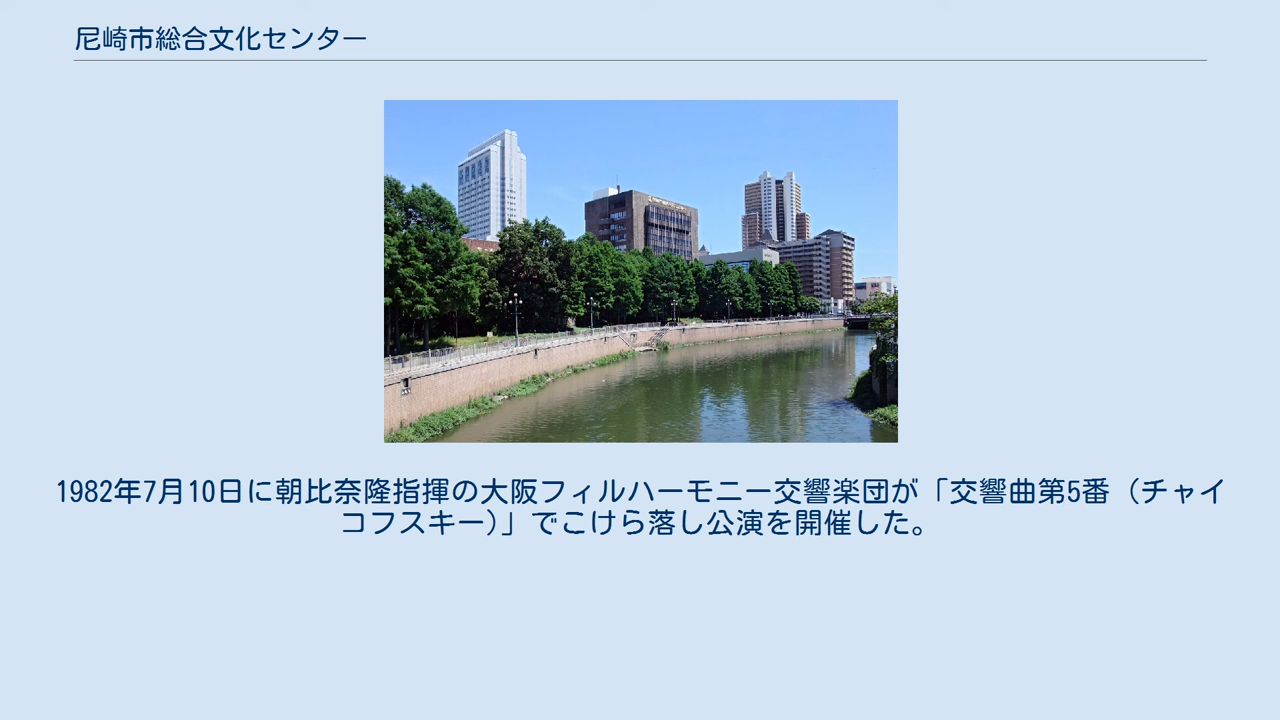 尼崎市総合文化センター
1982年7月10日に朝比奈隆指揮の大阪フィルハーモニー交響楽団が「交響曲第5番（チャイ
コフスキー）」でこけら落し公演を開催した。